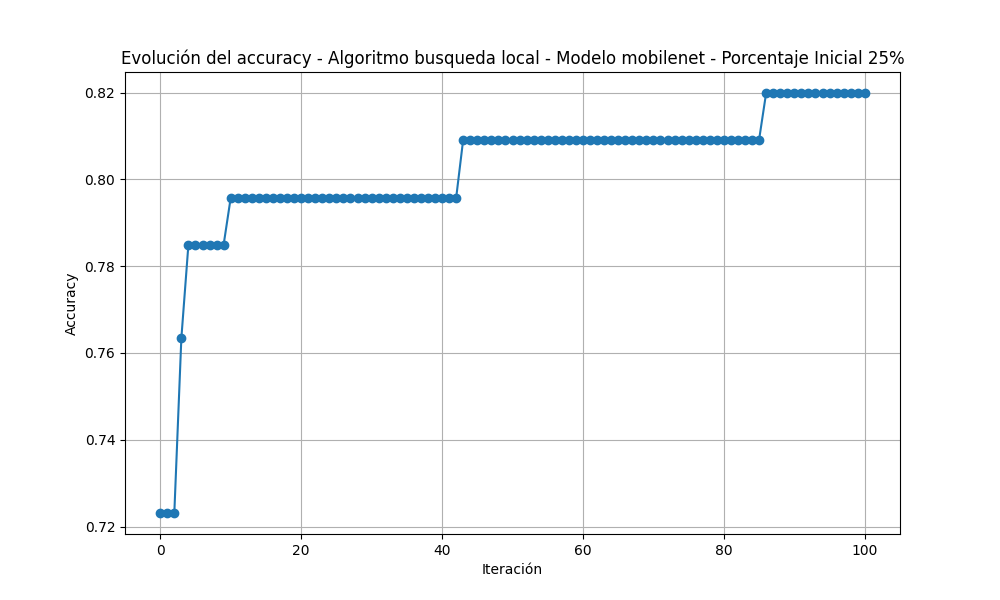 Evolución del accuracy - Algoritmo busqueda local - Modelo mobilenet - Porcentaje Inicial 25%
0.82
0.80
0.78
0.76
0.74
0.72
Accuracy
0 20 40 60 80 100
Iteración